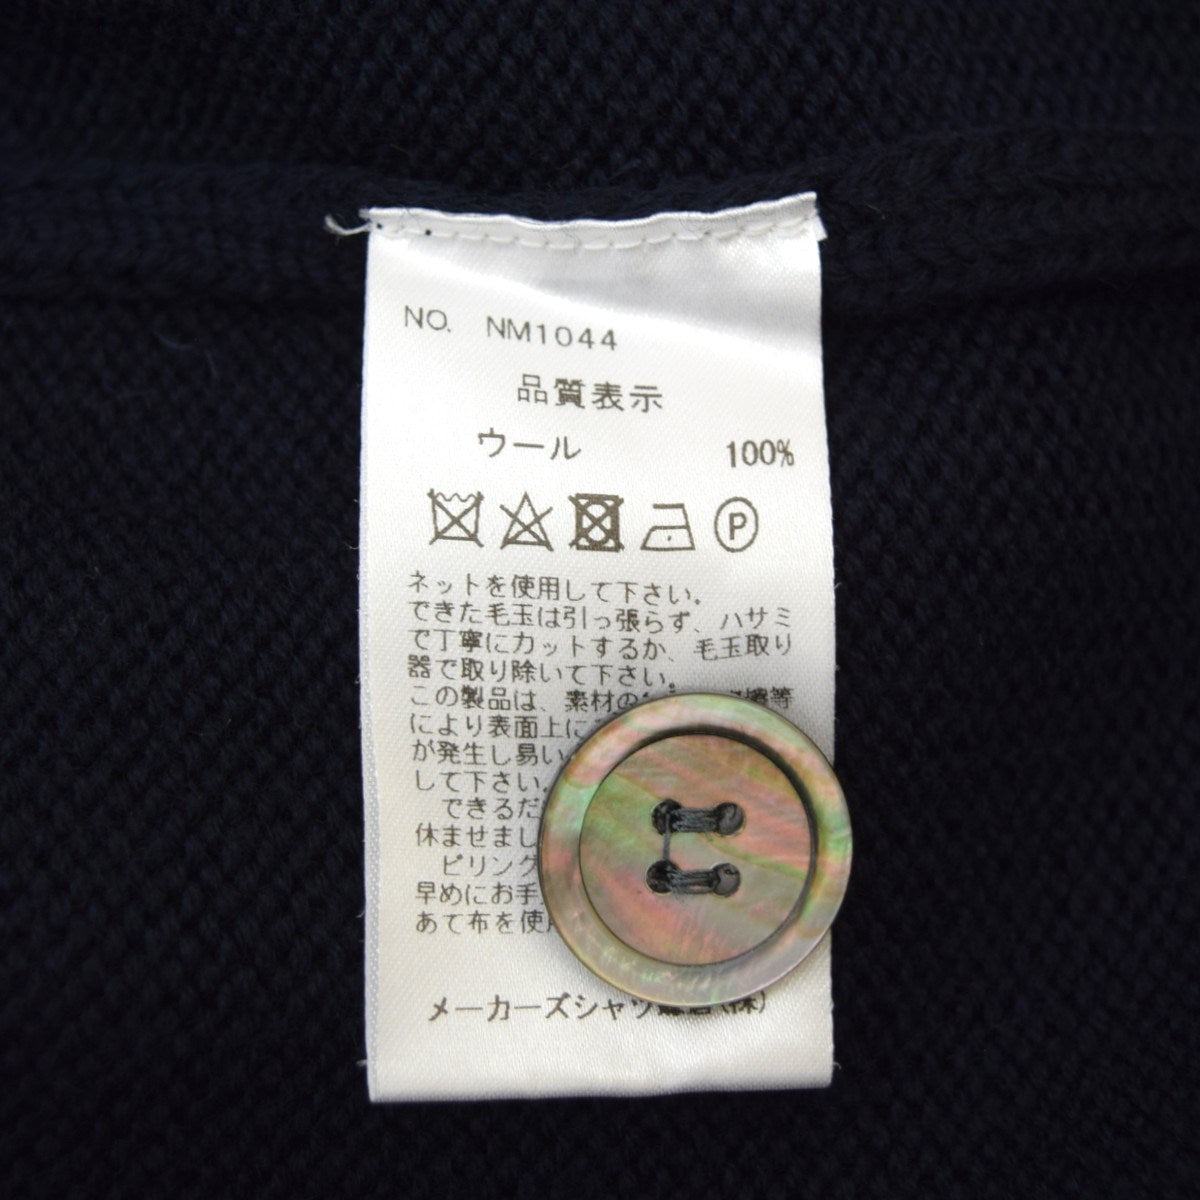 NO. NM1044
品質表示
ウール 100%
P
ネットを使用して下さい。
できた毛玉は引っ張らず、ハサミ
で丁寧にカットするか、毛玉取り
器で取り除いて下さい。
この製品は、素材の 等
により表面上に
が発生し易い
して下さい。
できるだ
休ませまし
ピリング
早めにお手
あて布を使
メーカーズシャツ鎌倉(株)